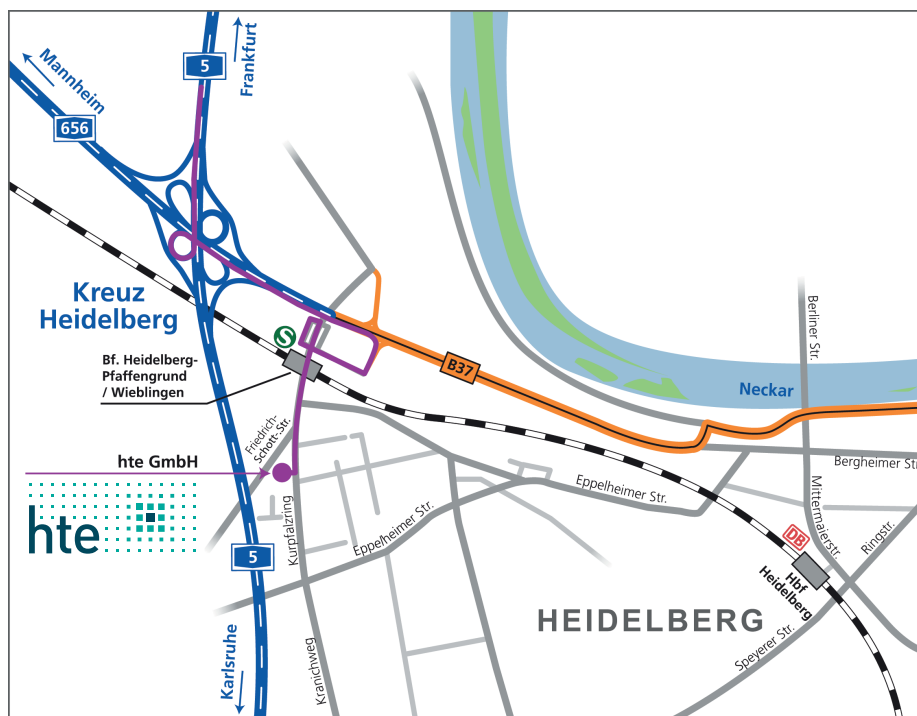 Mannheim
656
5
Frankfurt
Kreuz
Heidelberg
S
Bf. Heidelberg-
Pfaffengrund
/ Wieblingen
Friedrich-
Schott-Str.
hte GmbH
hte
Kurpfalzring
Eppelheimer Str.
5
Karlsruhe
Kranichweg
B37
Neckar
Berliner Str.
Bergheimer St
Eppelheimer Str.
Mittermaierstr.
Ringstr.
DB
Hbf
Heidelberg
HEIDELBERG
Speyerer Str.